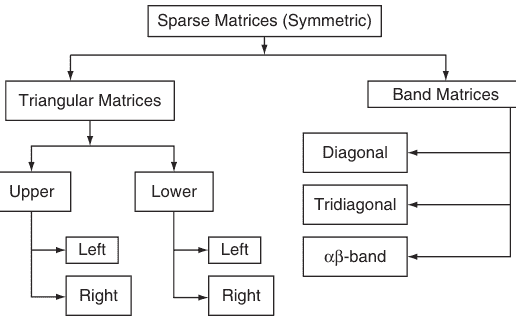 Sparse Matrices (Symmetric)
Triangular Matrices
Band Matrices
Diagonal
Upper
Lower
Tridiagonal
Left
Left
αβ-band
Right
Right